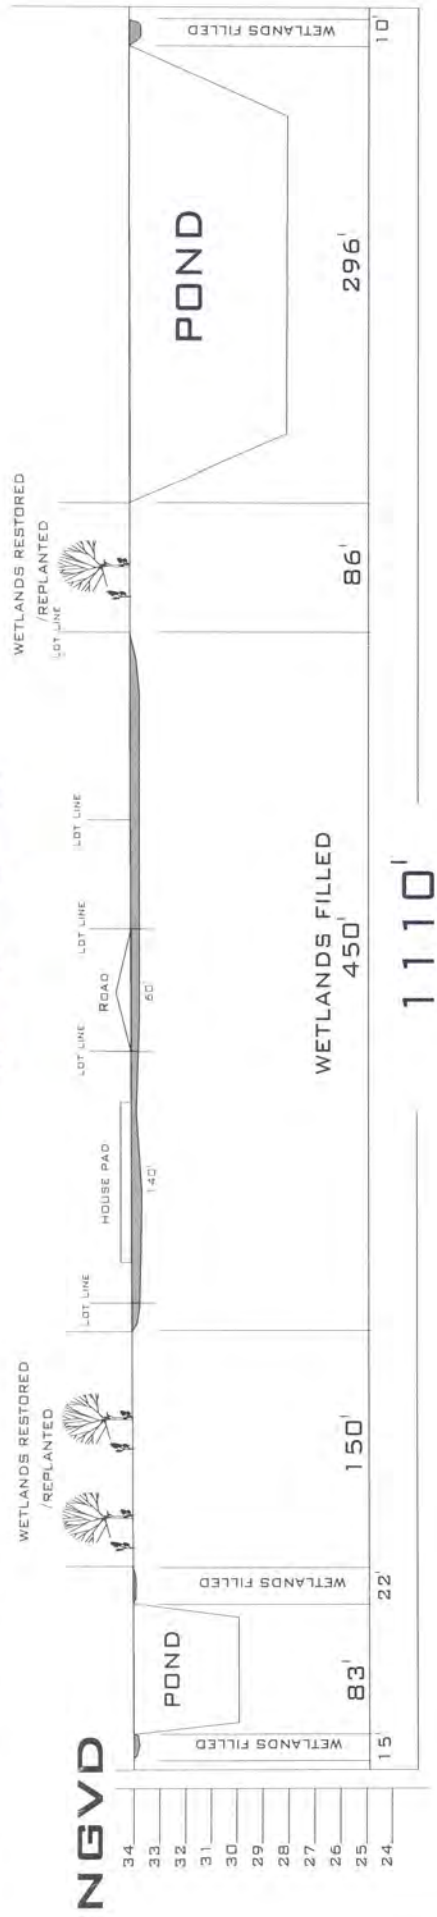 NGVD
34
33
32
31
30
29
28
27
26
25
24
WETLANDS RESTORED
/REPLANTED
WETLANDS RESTORED
/REPLANTED
LOT LINE
LOT LINE
LOT LINE
LOT LINE
LOT LINE
HOUSE PAD
ROAD
140'
60'
POND
POND
WETLANDS FILLED
WETLANDS FILLED
WETLANDS FILLED
WETLANDS FILLED
15'
83'
22'
150'
450'
86'
296'
10'
1110'